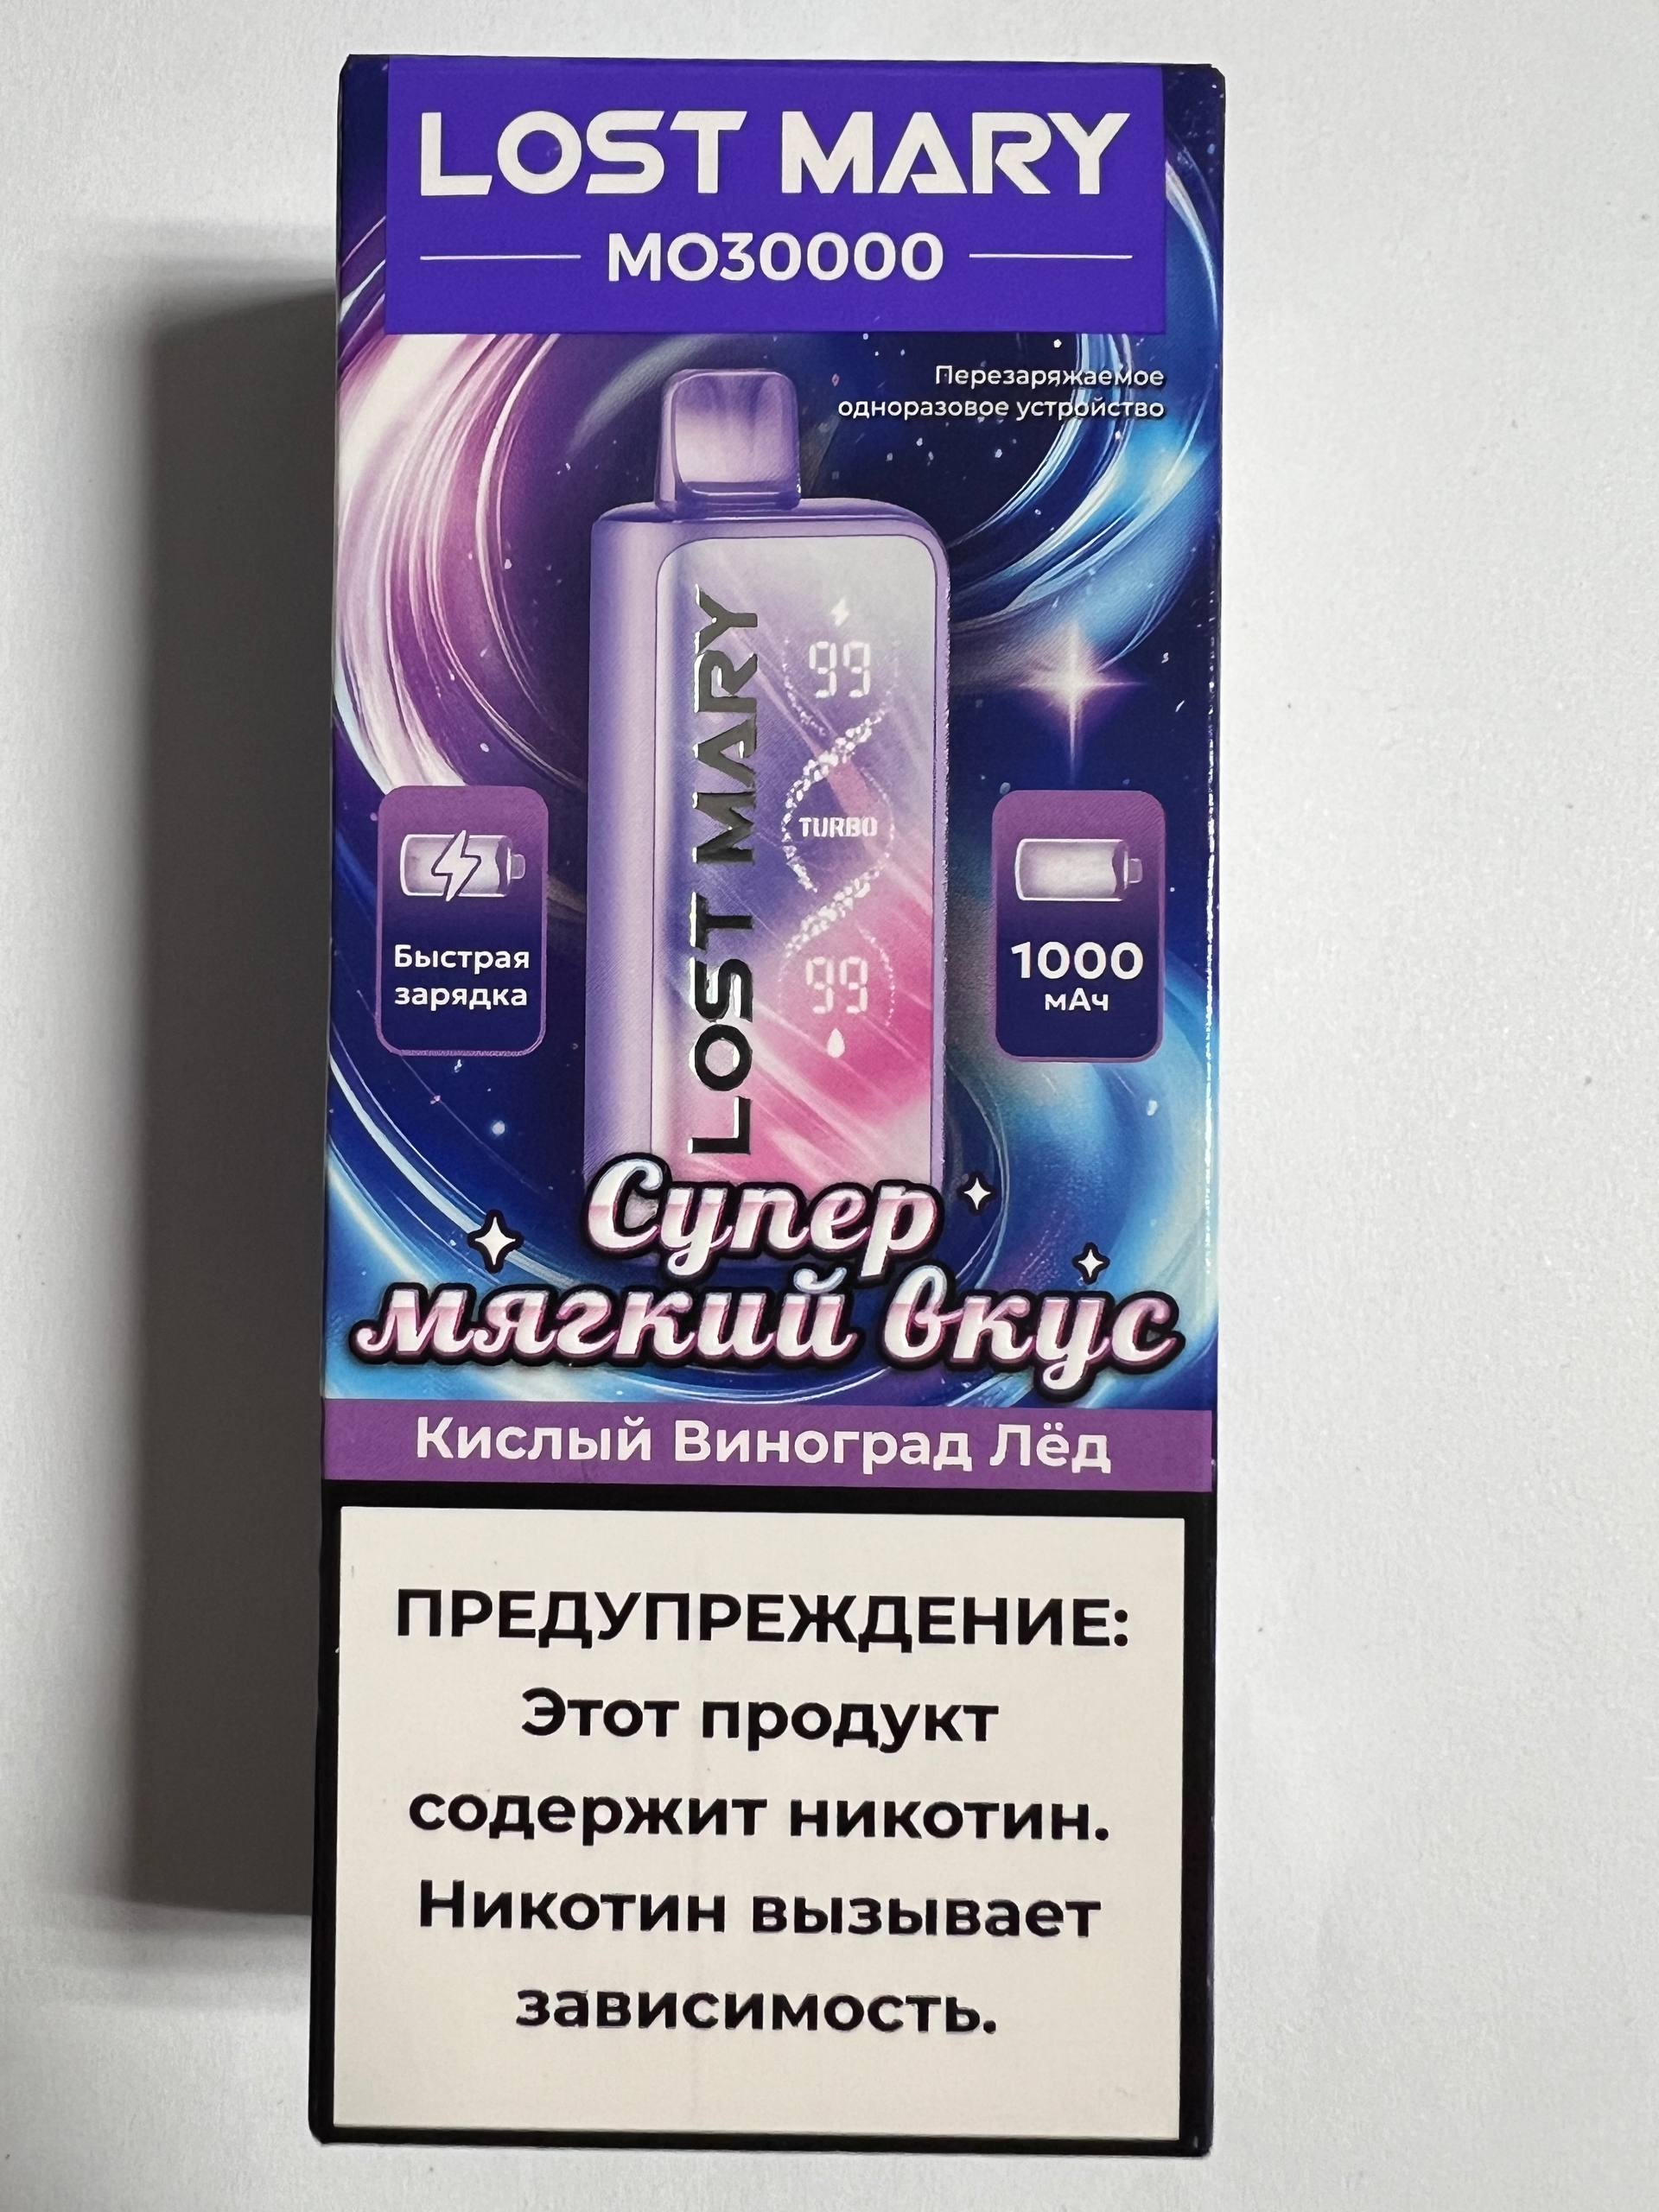 LOST MARY
MO30000
Перезаряжаемое
одноразовое устройство
LOST MARY
99
TURBO
99
Быстрая
зарядка
1000
мАч
Супер
мягкий вкус
Кислый Виноград Лёд
ПРЕДУПРЕЖДЕНИЕ:
Этот продукт
содержит никотин.
Никотин вызывает
зависимость.